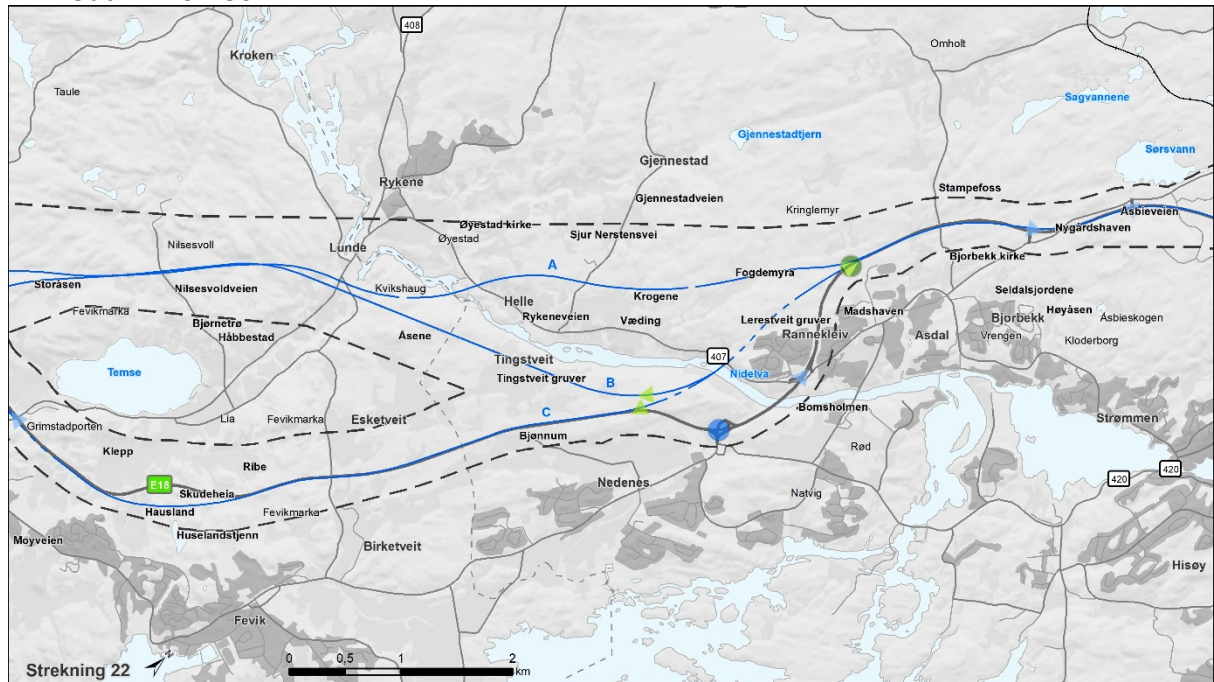 408
Kroken
Omholt
Taule
Sagvannene
Gjennestadtjern
Sørsvann
Gjennestad
Rykene
Stampefoss
Gjennestadveien
Kringlemyr
Åsbieveien
Øyestad kirke
Nygårdshaven
Sjur Nerstensvei
Øyestad
Nilsesvoll
Lunde
Bjorbekk kirke
A
Fogdemyra
Storåsen
Nilsesvoldveien
Kvikshaug
Seldalsjordene
Krogene
Helle
Fevikmarka
Madshaven
Høyåsen
Rykeneveien
Væding
Lerestveit gruver
Bjorbekk
Åsbieskogen
Bjørnetrø
Håbbestad
Åsene
Rannekleiv
Asdal
Vrengen
Kloderborg
Tingstveit
407
Temse
Tingstveit gruver
B
Nidelva
C
Bomsholmen
Lia
Fevikmarka
Esketveit
Strømmen
Grimstadporten
Bjønnum
Klepp
Rød
Ribe
420
E18
Skudeheia
Nedenes
420
Natvig
Hausland
Fevikmarka
Huselandstjenn
Moyveien
Birketveit
Hisøy
Fevik
0 0,5 1 2
km
Strekning 22
N